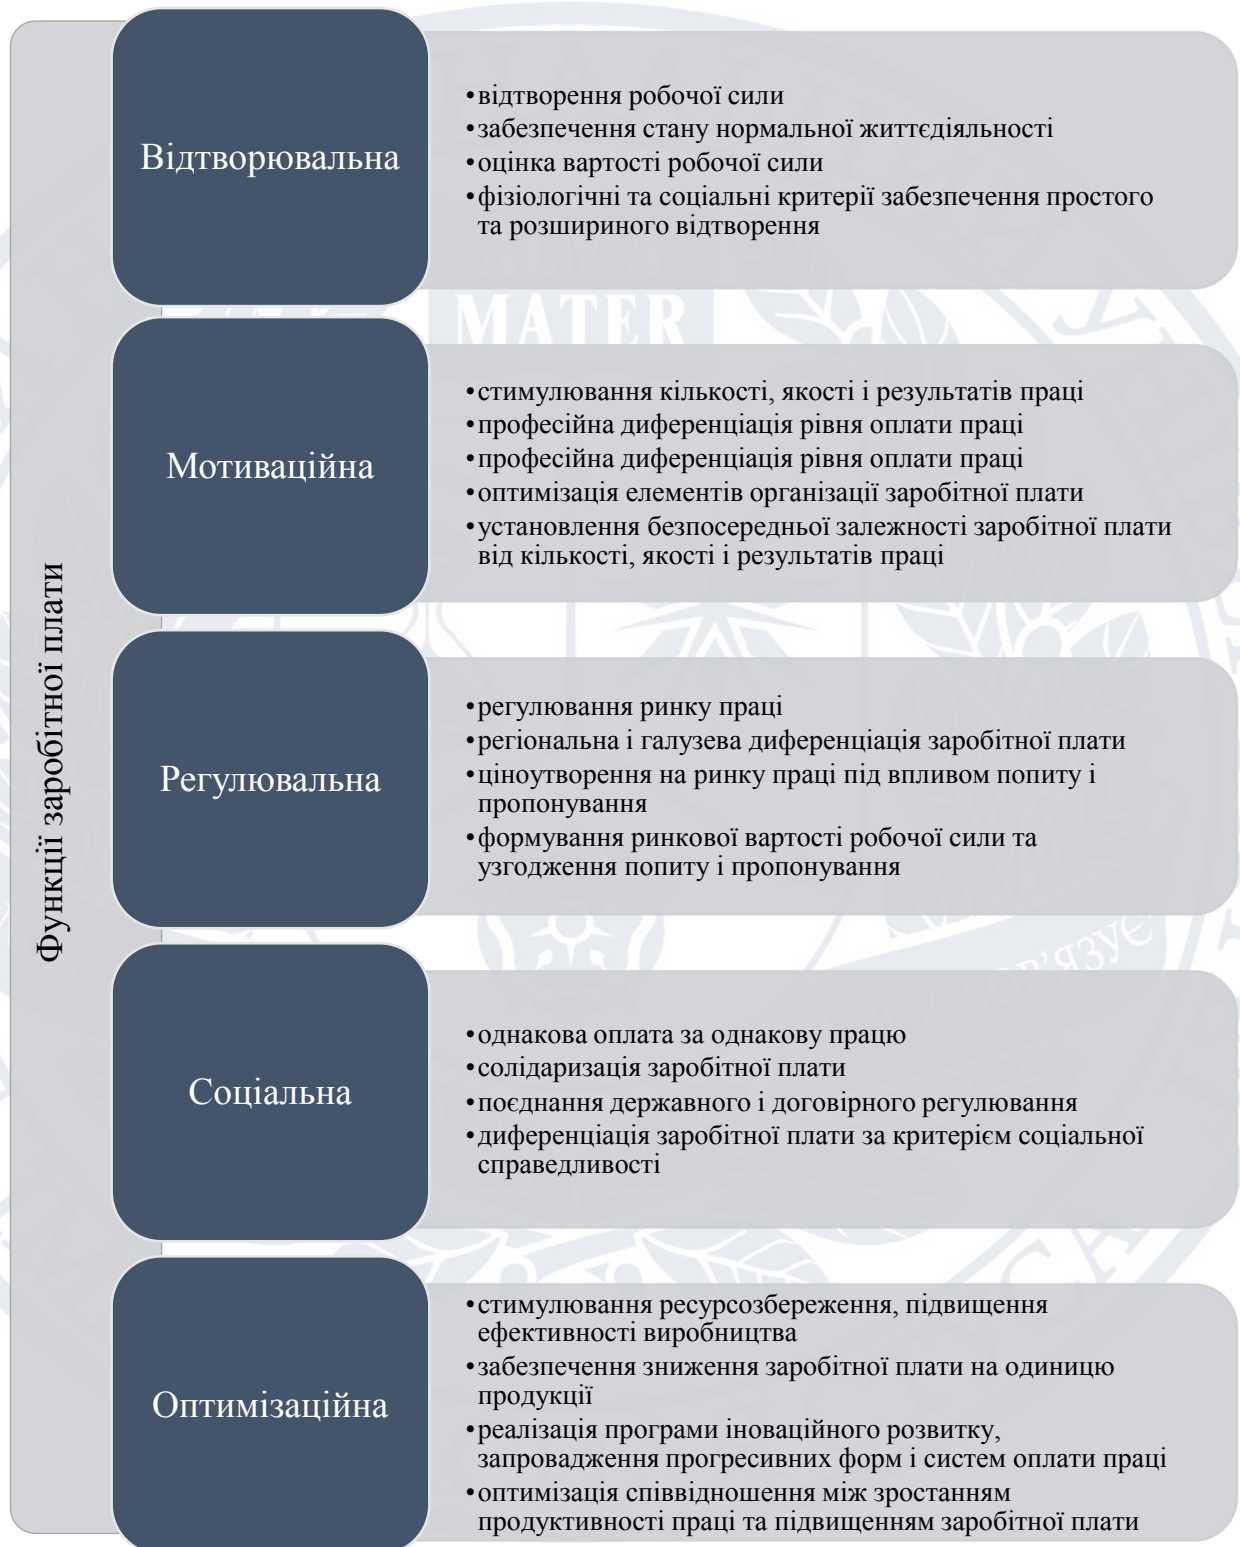 Функції заробітної плати
Відтворювальна
•відтворення робочої сили
•забезпечення стану нормальної життєдіяльності
•оцінка вартості робочої сили
•фізіологічні та соціальні критерії забезпечення простого
та розшириного відтворення
ALMA
MATER
Мотиваційна
•стимулювання кількості, якості і результатів праці
•професійна диференціація рівня оплати праці
•професійна диференціація рівня оплати праці
•оптимізація елементів організації заробітної плати
•установлення безпосередньої залежності заробітної плати
від кількості, якості і результатів праці
Регулювальна
•регулювання ринку праці
•регіональна і галузева диференціація заробітної плати
•ціноутворення на ринку праці під впливом попиту і
пропонування
•формування ринкової вартості робочої сили та
узгодження попиту і пропонування
Соціальна
•однакова оплата за однакову працю
•солідаризація заробітної плати
•поєднання державного і договірного регулювання
•диференціація заробітної плати за критерієм соціальної
справедливості
Оптимізаційна
•стимулювання ресурсозбереження, підвищення
ефективності виробництва
•забезпечення зниження заробітної плати на одиницю
продукції
•реалізація програми іноваційного розвитку,
запровадження прогресивних форм і систем оплати праці
•оптимізація співвідношення між зростанням
продуктивності праці та підвищенням заробітної плати